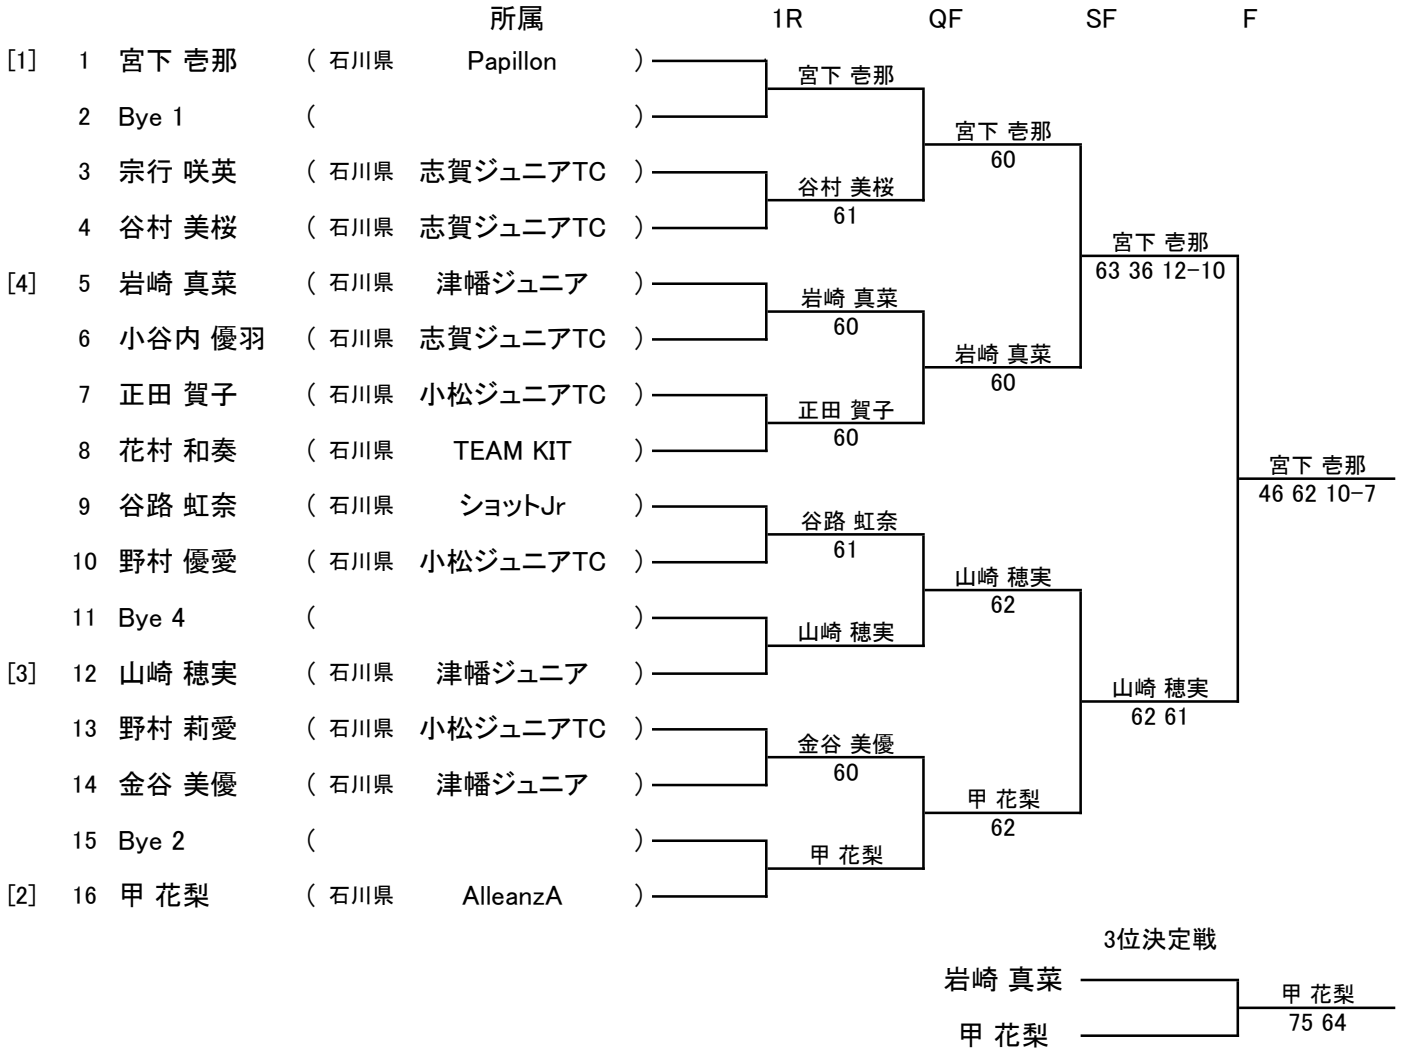 所属 1R QF SF F
[1] 1 宮下 壱那 ( 石川県 Papillon )
宮下 壱那
2 Bye 1 ( )
宮下 壱那
60
3 宗行 咲英 ( 石川県 志賀ジュニアTC )
谷村 美桜
61
4 谷村 美桜 ( 石川県 志賀ジュニアTC )
宮下 壱那
63 36 12-10
[4] 5 岩崎 真菜 ( 石川県 津幡ジュニア )
岩崎 真菜
60
6 小谷内 優羽 ( 石川県 志賀ジュニアTC )
岩崎 真菜
60
7 正田 賀子 ( 石川県 小松ジュニアTC )
正田 賀子
60
8 花村 和奏 ( 石川県 TEAM KIT )
宮下 壱那
46 62 10-7
9 谷路 虹奈 ( 石川県 ショットJr )
谷路 虹奈
61
10 野村 優愛 ( 石川県 小松ジュニアTC )
山崎 穂実
62
11 Bye 4 ( )
山崎 穂実
[3] 12 山崎 穂実 ( 石川県 津幡ジュニア )
山崎 穂実
62 61
13 野村 莉愛 ( 石川県 小松ジュニアTC )
金谷 美優
60
14 金谷 美優 ( 石川県 津幡ジュニア )
甲 花梨
62
15 Bye 2 ( )
甲 花梨
[2] 16 甲 花梨 ( 石川県 AlleanzA )
3位決定戦
岩崎 真菜
甲 花梨
75 64
甲 花梨